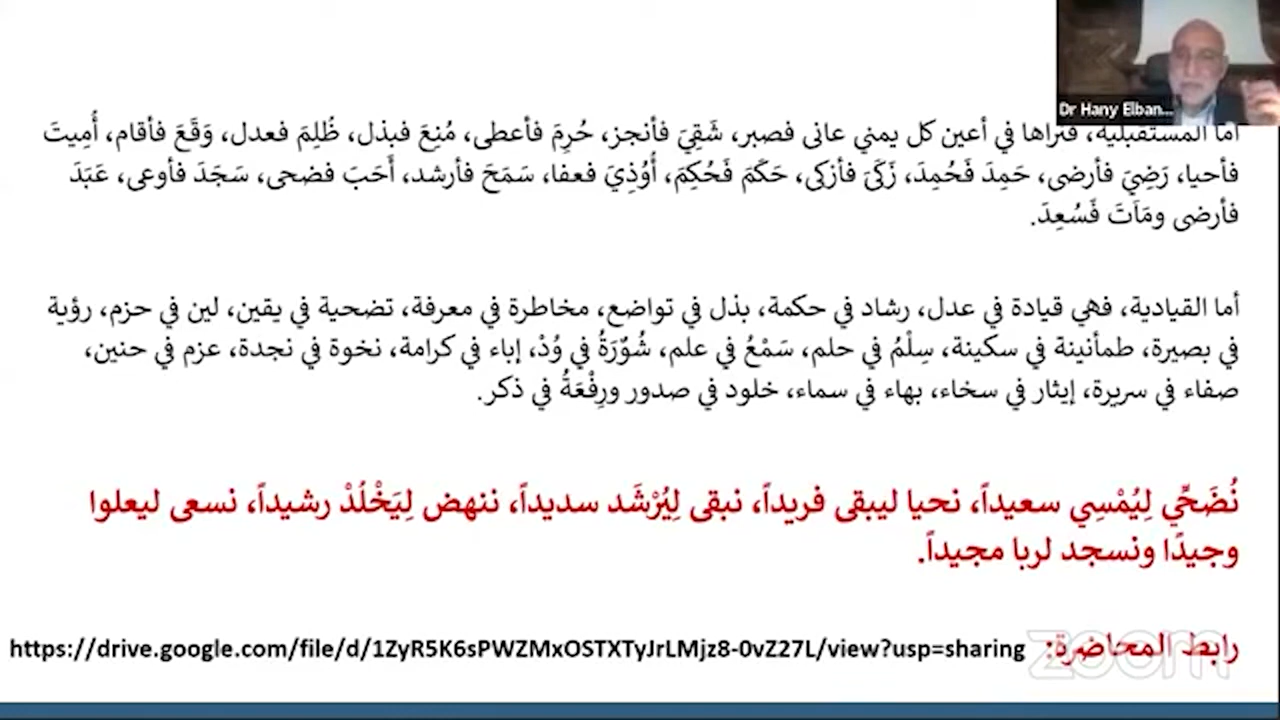 Dr Hany Elban...
أما المستقبلية، فتراها في أعين كل يمني عانى فصبر، شَقِيَ فأنجز، حُرِمَ فأعطى، مُنِعَ فبذل، ظُلِمَ فعدل، وَقَعَ فأقام، أُمِيتَ
فأحيا، رَضِيَ فأرضى، حَمِدَ فَحُمِدَ، زَكَىَ فأزكى، حَكَمَ فَحُكِمَ، أُوُذِيَ فعفا، سَمَحَ فأرشد، أَحَبَ فضحى، سَجَدَ فأوعى، عَبَدَ
فأرضى ومَاَتَ فَسُعِدَ.
أما القيادية، فهي قيادة في عدل، رشاد في حكمة، بذل في تواضع، مخاطرة في معرفة، تضحية في يقين، لين في حزم، رؤية
في بصيرة، طمأنينة في سكينة، سِلْمُ في حلم، سَمْعُ في علم، شُوْرَةُ في وُدْ، إباء في كرامة، نخوة في نجدة، عزم في حنين،
صفاء في سريرة، إيثار في سخاء، بهاء في سماء، خلود في صدور ورِفْعَةُ في ذكر.
نُضَحِّي لِيُمْسِي سعيداً، نحيا ليبقى فريداً، نبقى لِيُرْشَد سديداً، ننهض لِيَخْلُدْ رشيداً، نسعى ليعلوا
وجيدًا ونسجد لربا مجيداً.
رابط المحاضرة: https://drive.google.com/file/d/1ZyR5K6sPWZMxOSTXTyJrLMjz8-0vZ27L/view?usp=sharing
zoom